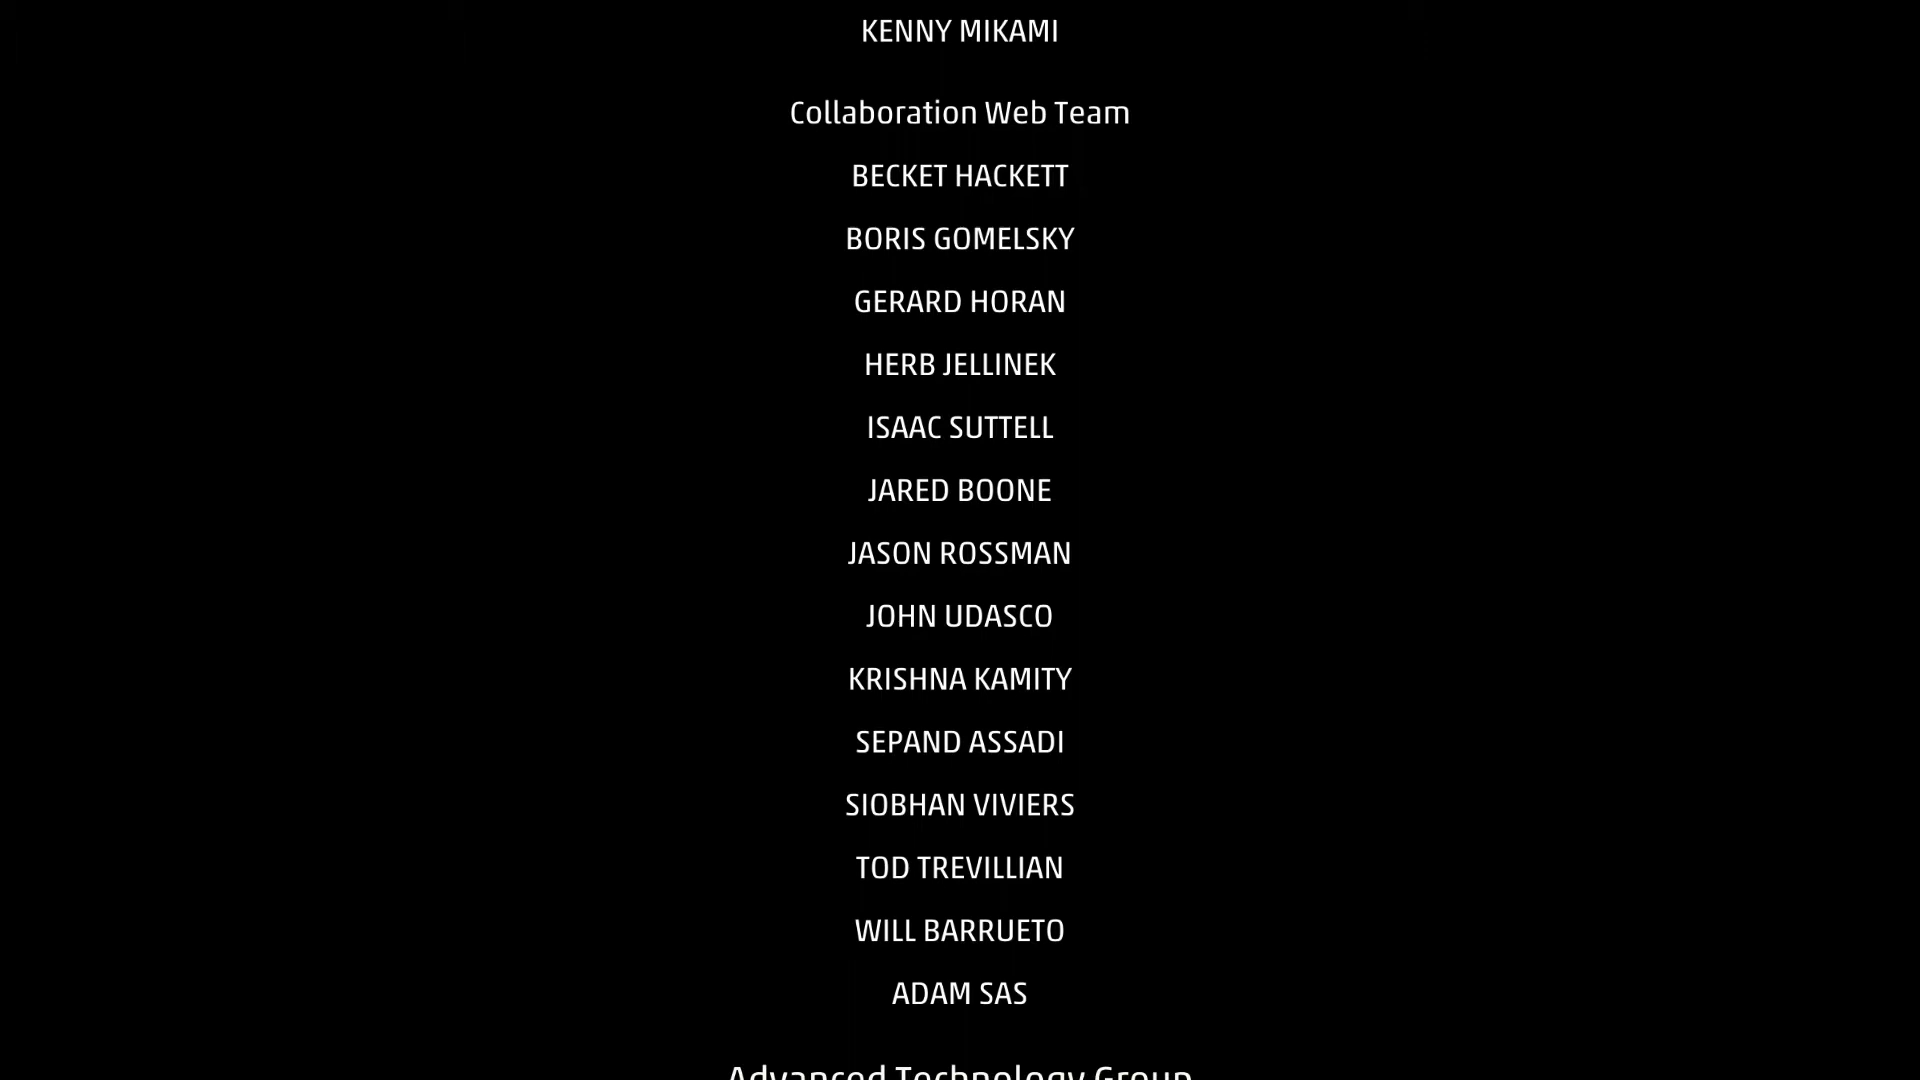 KENNY MIKAMI
Collaboration Web Team
BECKET HACKETT
BORIS GOMELSKY
GERARD HORAN
HERB JELLINEK
ISAAC SUTTELL
JARED BOONE
JASON ROSSMAN
JOHN UDASCO
KRISHNA KAMITY
SEPAND ASSADI
SIOBHAN VIVIERS
TOD TREVILLIAN
WILL BARRUETO
ADAM SAS
Advanced Technology Group